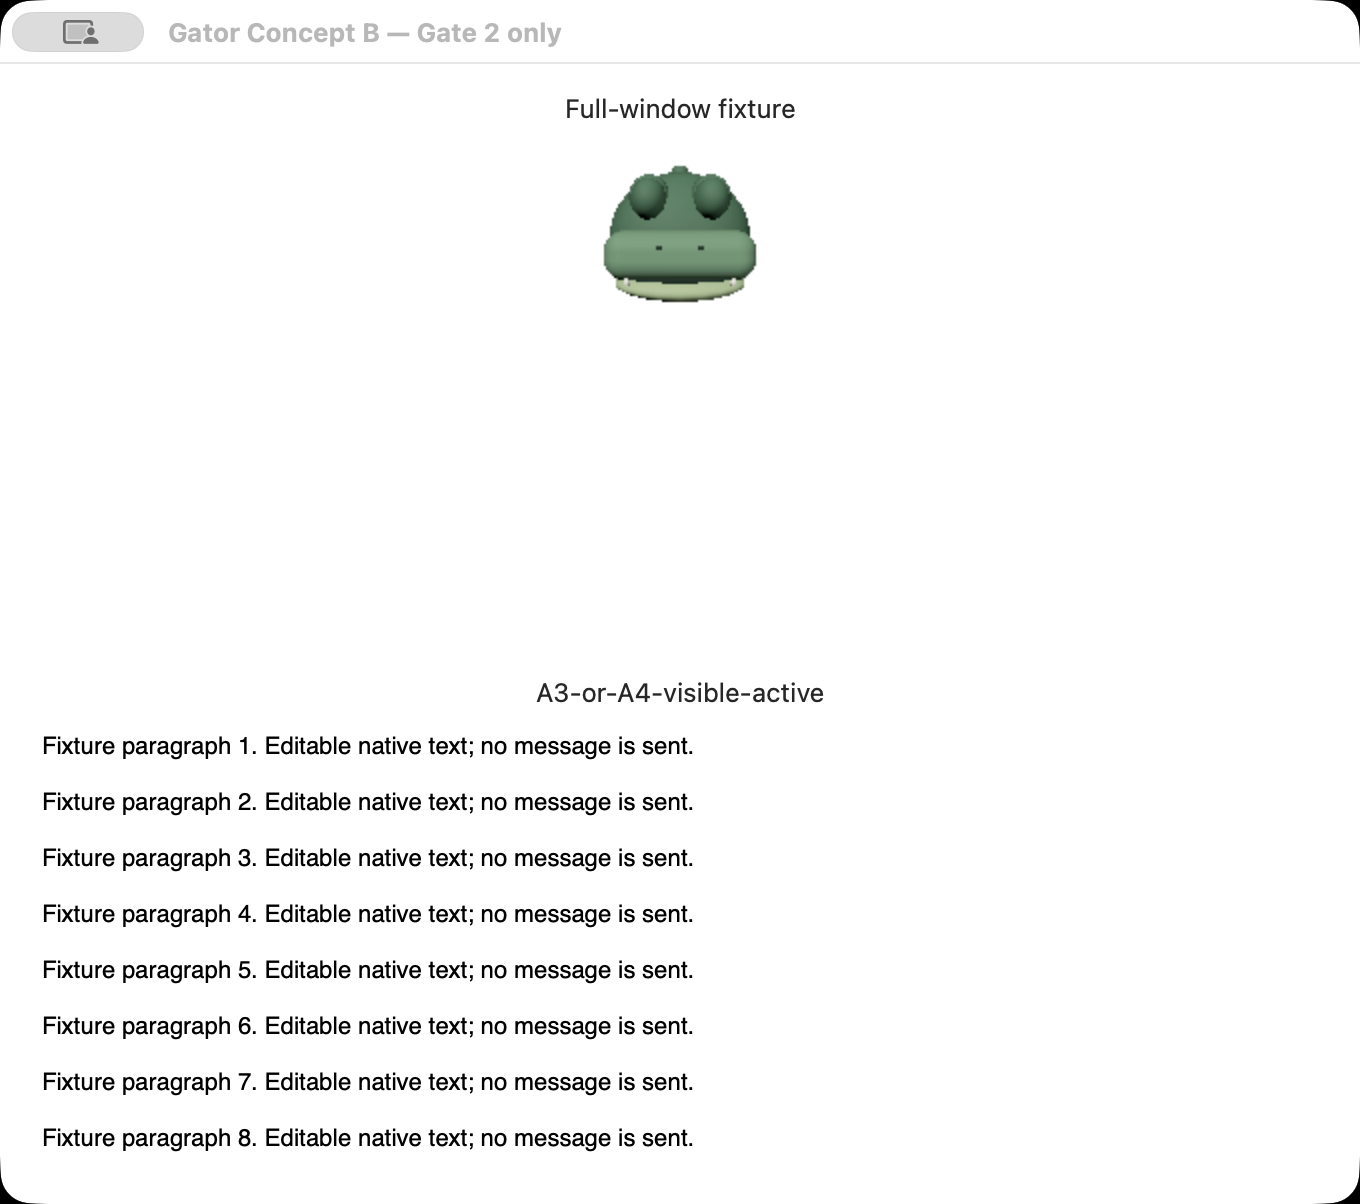 Gator Concept B — Gate 2 only
Full-window fixture
A3-or-A4-visible-active
Fixture paragraph 1. Editable native text; no message is sent.
Fixture paragraph 2. Editable native text; no message is sent.
Fixture paragraph 3. Editable native text; no message is sent.
Fixture paragraph 4. Editable native text; no message is sent.
Fixture paragraph 5. Editable native text; no message is sent.
Fixture paragraph 6. Editable native text; no message is sent.
Fixture paragraph 7. Editable native text; no message is sent.
Fixture paragraph 8. Editable native text; no message is sent.